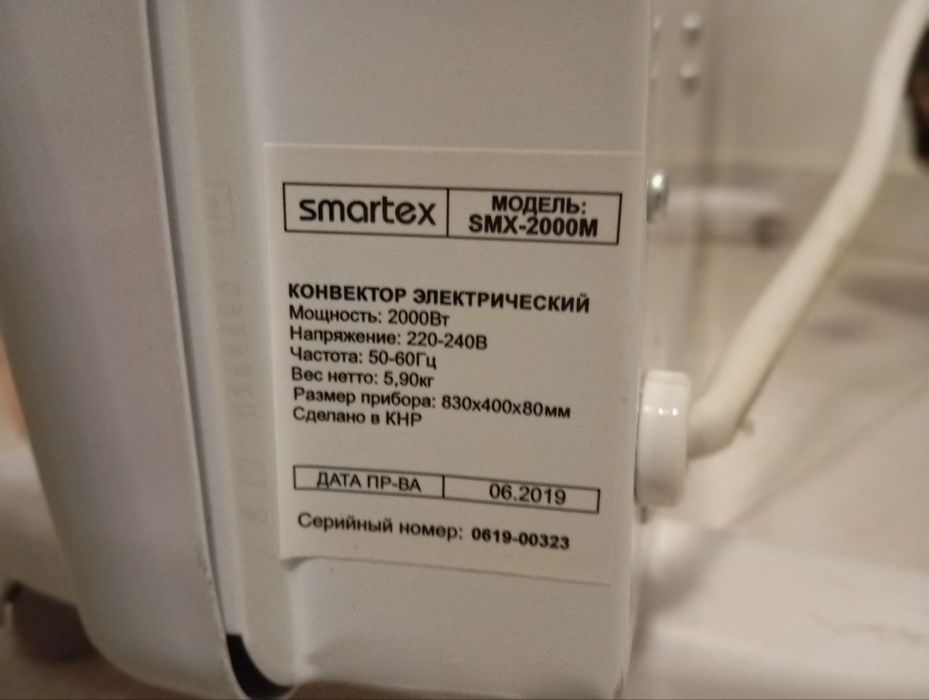 smartex
МОДЕЛЬ:
SMX-2000M
КОНВЕКТОР ЭЛЕКТРИЧЕСКИЙ
Мощность: 2000Вт
Напряжение: 220-240В
Частота: 50-60Гц
Вес нетто: 5,90кг
Размер прибора: 830х400х80мм
Сделано в КНР
ДАТА ПР-ВА 06.2019
Серийный номер: 0619-00323